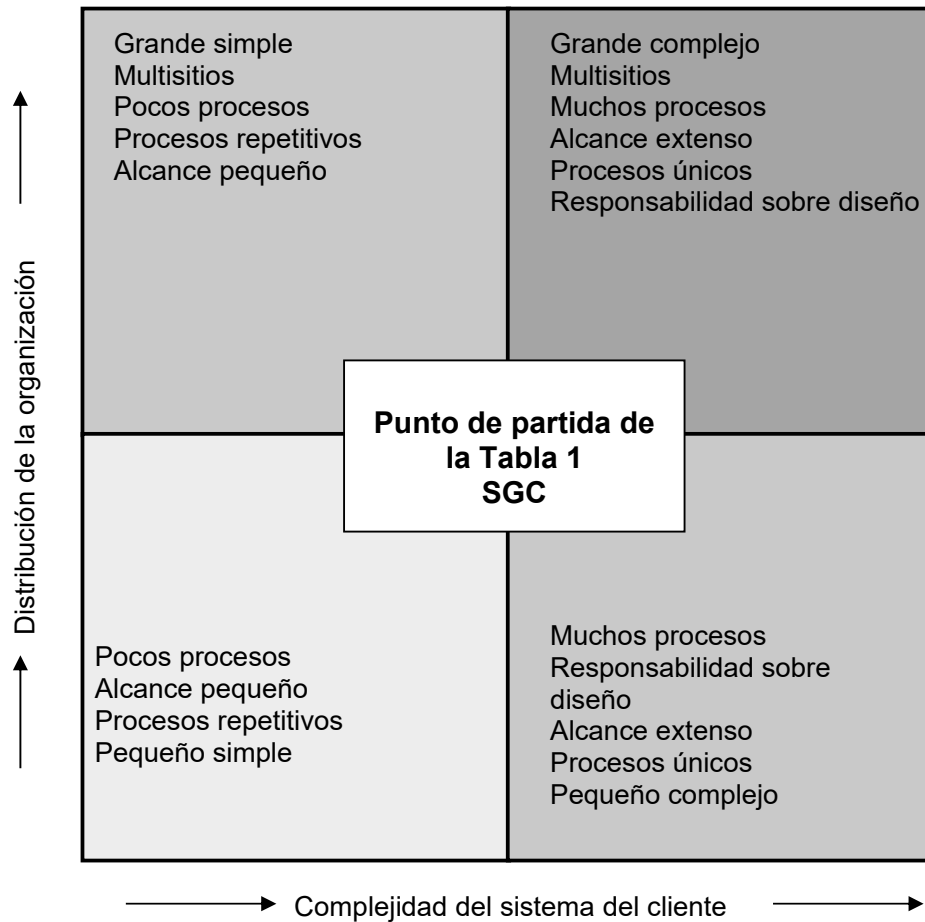 Grande simple
Multisitios
Pocos procesos
Procesos repetitivos
Alcance pequeño
Grande complejo
Multisitios
Muchos procesos
Alcance extenso
Procesos únicos
Responsabilidad sobre diseño
Distribución de la organización
Punto de partida de
la Tabla 1
SGC
Pocos procesos
Alcance pequeño
Procesos repetitivos
Pequeño simple
Muchos procesos
Responsabilidad sobre
diseño
Alcance extenso
Procesos únicos
Pequeño complejo
Complejidad del sistema del cliente